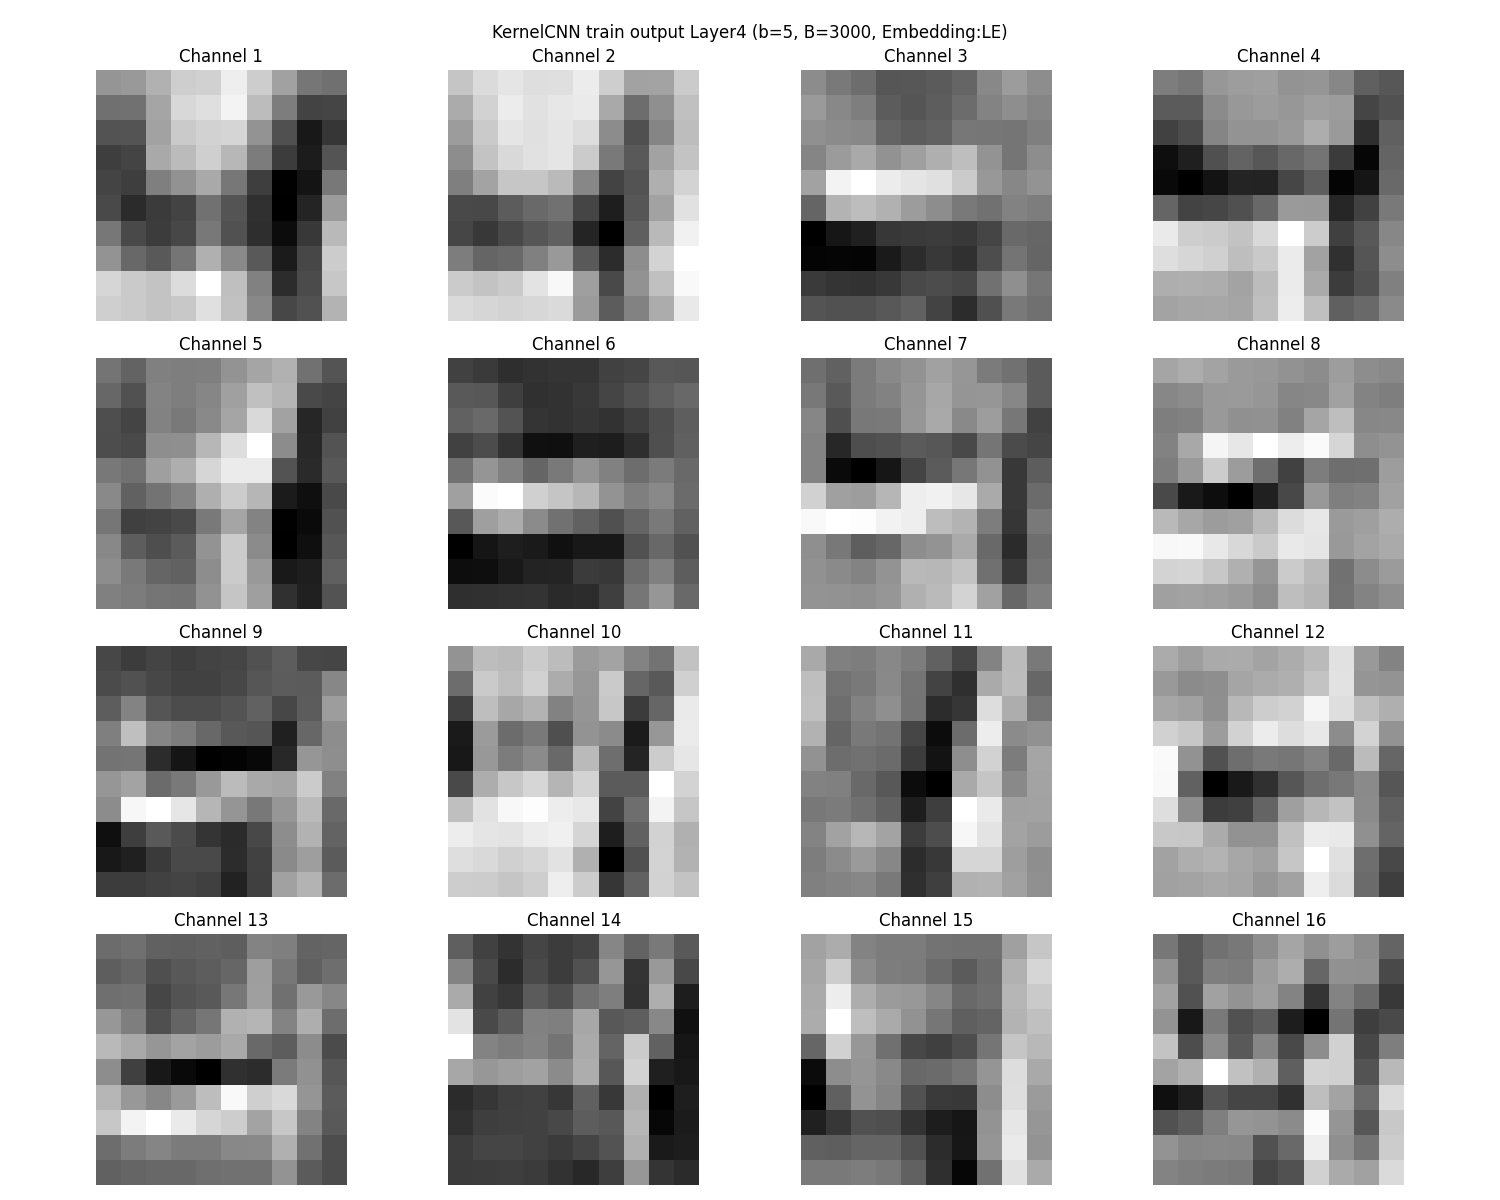 KernelCNN train output Layer4 (b=5, B=3000, Embedding:LE)
Channel 1
Channel 2
Channel 3
Channel 4
Channel 5
Channel 6
Channel 7
Channel 8
Channel 9
Channel 10
Channel 11
Channel 12
Channel 13
Channel 14
Channel 15
Channel 16